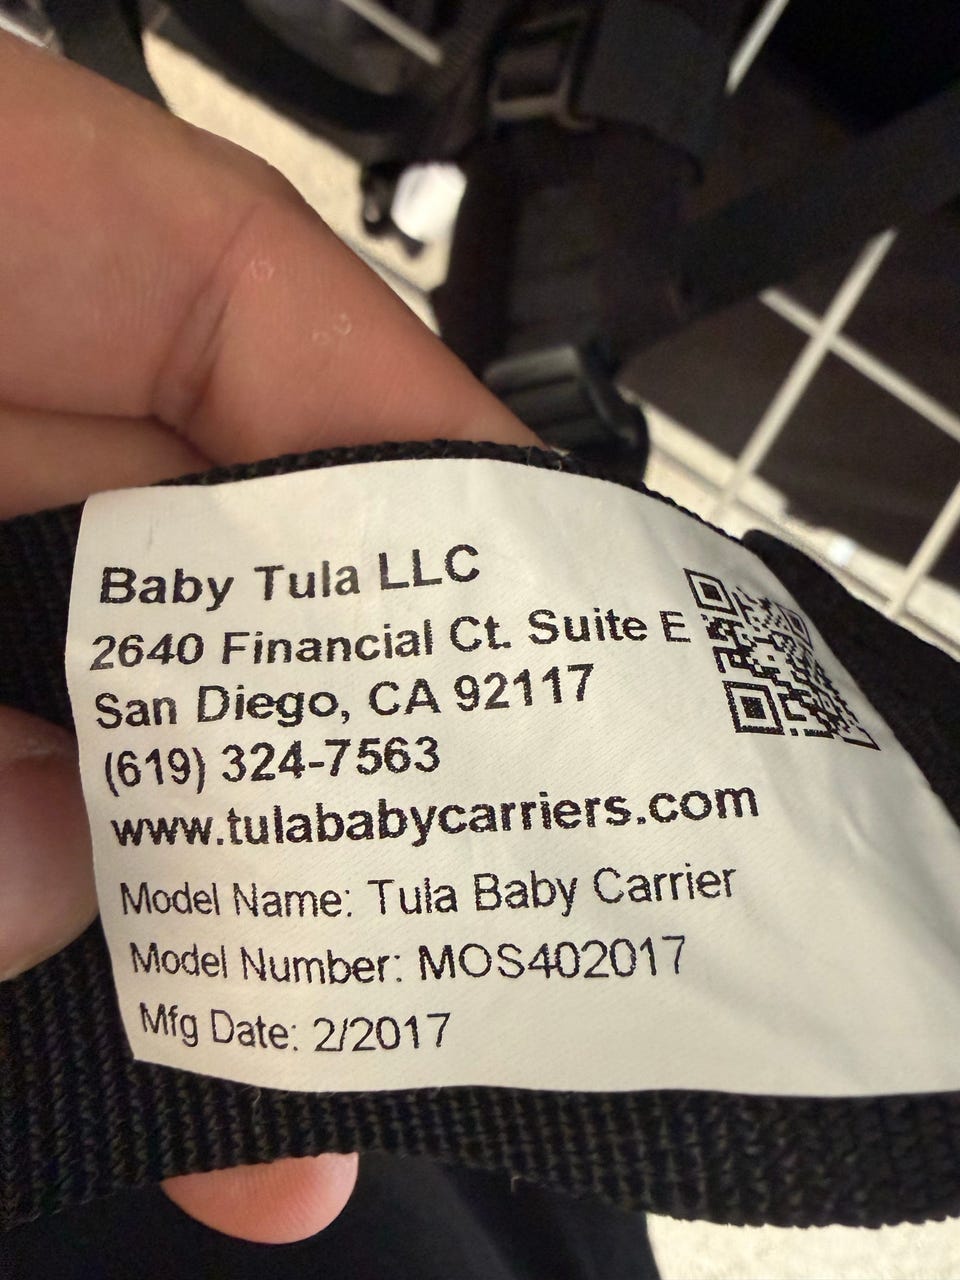 Baby Tula LLC
2640 Financial Ct. Suite E
San Diego, CA 92117
(619) 324-7563
www.tulababycarriers.com
Model Name: Tula Baby Carrier
Model Number: MOS402017
Mfg Date: 2/2017